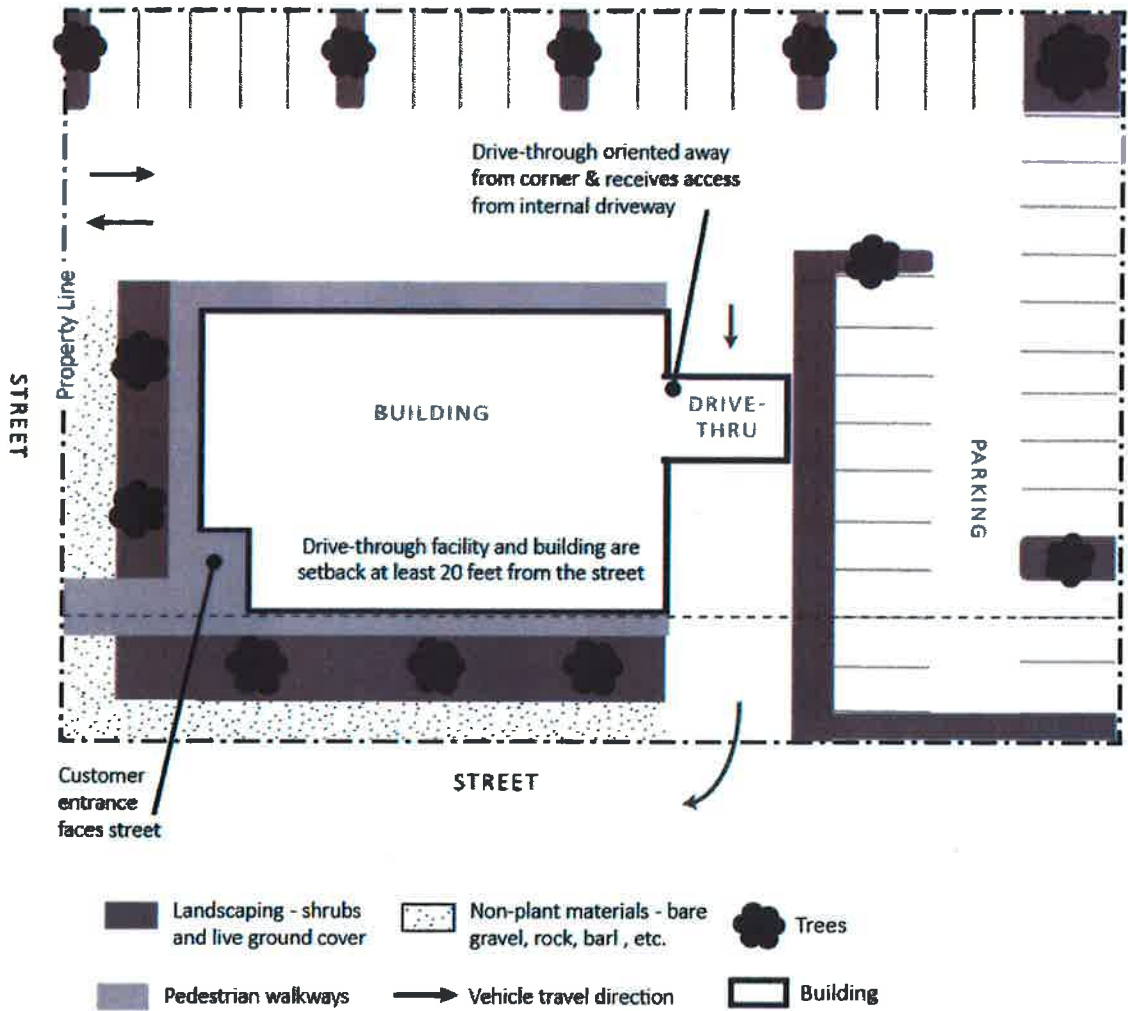 Drive-through oriented away
from corner & receives access
from internal driveway
Property Line
STREET
BUILDING
DRIVE-
THRU
PARKING
Drive-through facility and building are
setback at least 20 feet from the street
STREET
Customer
entrance
faces street
Landscaping - shrubs
and live ground cover
Non-plant materials - bare
gravel, rock, barl , etc.
Trees
Pedestrian walkways
Vehicle travel direction
Building